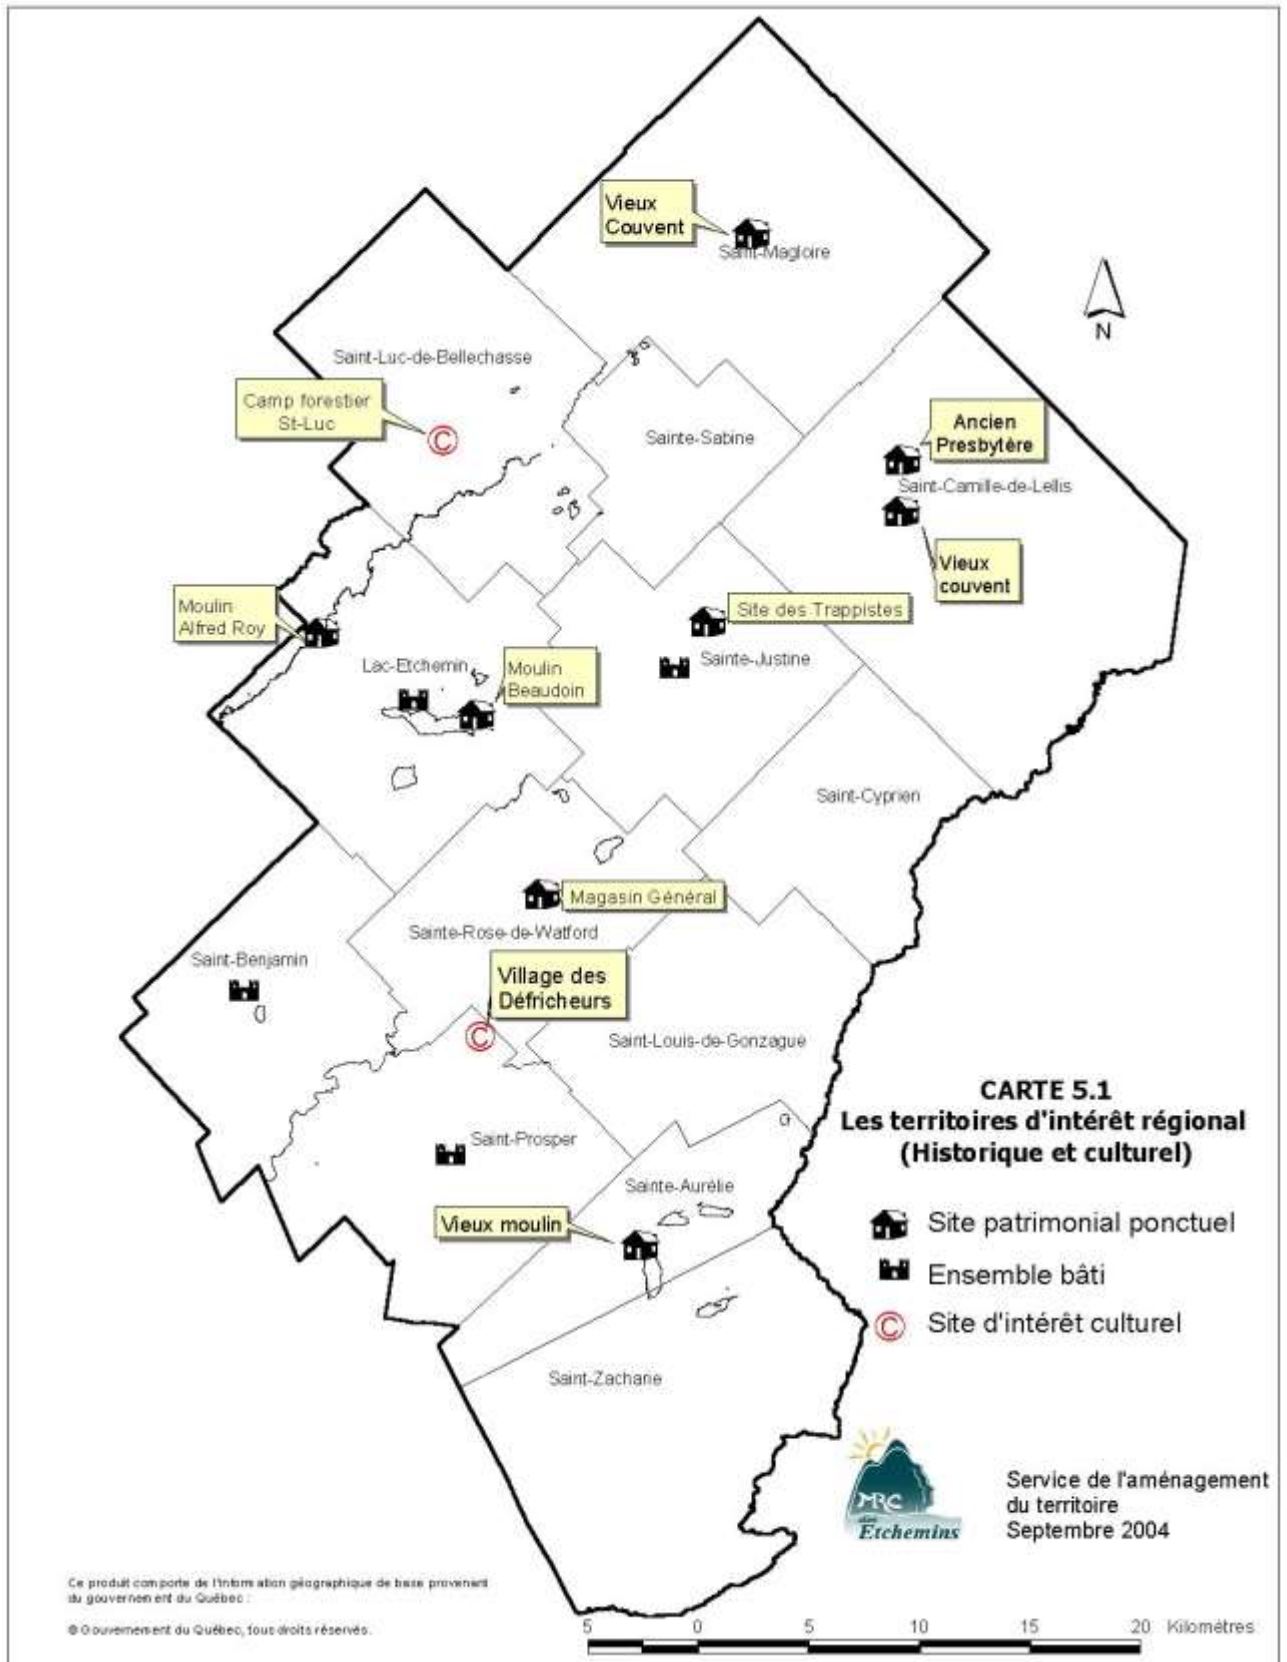 Vieux
Couvent
Saint-Magloire
N
Saint-Luc-de-Bellechasse
Camp forestier
St-Luc
C
Sainte-Sabine
Ancien
Presbytère
Saint-Camille-de-Lellis
Vieux
couvent
Moulin
Alfred Roy
Site des Trappistes
Lac-Etchemin
Moulin
Beaudoin
Sainte-Justine
Saint-Cyprien
Magasin Général
Sainte-Rose-de-Watford
Saint-Benjamin
Village des
Défricheurs
C
Saint-Louis-de-Gonzague
CARTE 5.1
Les territoires d'intérêt régional
(Historique et culturel)
Saint-Prosper
Sainte-Aurélie
Vieux moulin
Site patrimonial ponctuel
Ensemble bâti
C Site d'intérêt culturel
Saint-Zacharie
MRC
des
Etchemins
Service de l'aménagement
du territoire
Septembre 2004
Ce produit comporte de l'information géographique de base provenant
du gouvernement du Québec :
© Gouvernement du Québec, tous droits réservés.
5 0 5 10 15 20 Kilomètres